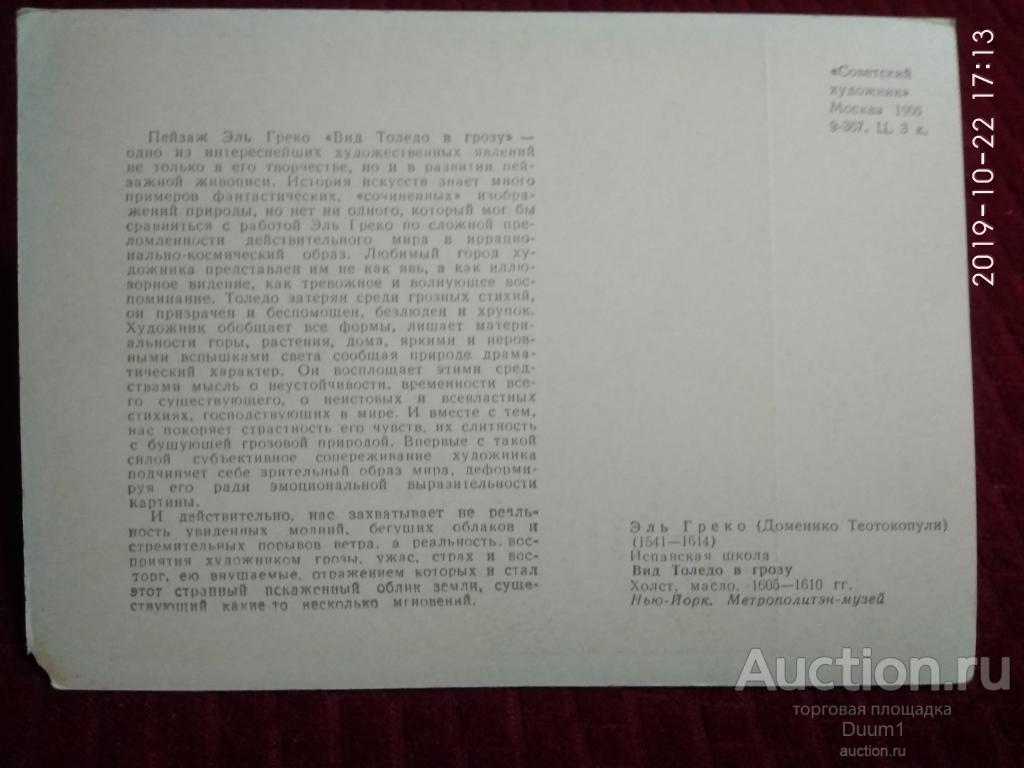 Пейзаж Эль Греко «Вид Толедо в грозу» —
одно из интереснейших художественных явлений
не только в его творчестве, но и в развитии пей-
зажной живописи. История искусств знает много
примеров фантастических, «сочиненных» изобра-
жений природы, но нет ни одного, который мог бы
сравниться с работой Эль Греко по сложной пре-
ломленности действительного мира в иррацио-
нально-космический образ. Любимый город ху-
дожника представлен им не как явь, а как иллю-
зорное видение, как тревожное и волнующее вос-
поминание. Толедо затерян среди грозных стихий,
он призрачен и беспомощен, безлюден и хрупок.
Художник обобщает все формы, лишает матери-
альности горы, растения, дома, яркими и неров-
ными вспышками света сообщая природе драма-
тический характер. Он воплощает этими сред-
ствами мысль о неустойчивости, временности все-
го существующего, о неистовых и всевластных
стихиях, господствующих в мире. И вместе с тем,
нас покоряет страстность его чувств, их слитность
с бушующей грозовой природой. Впервые с такой
силой субъективное сопереживание художника
подчиняет себе зрительный образ мира, деформи-
руя его ради эмоциональной выразительности
картины.
И действительно, нас захватывает не реаль-
ность увиденных молний, бегущих облаков и
стремительных порывов ветра, а реальность вос-
приятия художником грозы, ужас, страх и вос-
торг, ею внушаемые, отражением которых и стал
этот странный искаженный облик земли, суще-
ствующий какие-то несколько мгновений.
«Советский
художник»
Москва 1966
9-367. Ц. 3 к.
Эль Греко (Доменико Теотокопули)
(1541—1614)
Испанская школа
Вид Толедо в грозу
Холст, масло. 1605—1610 гг.
Нью-Йорк. Метрополитэн-музей
2019-10-22 17:13
Auction.ru
торговая площадка
Duum1
auction.ru